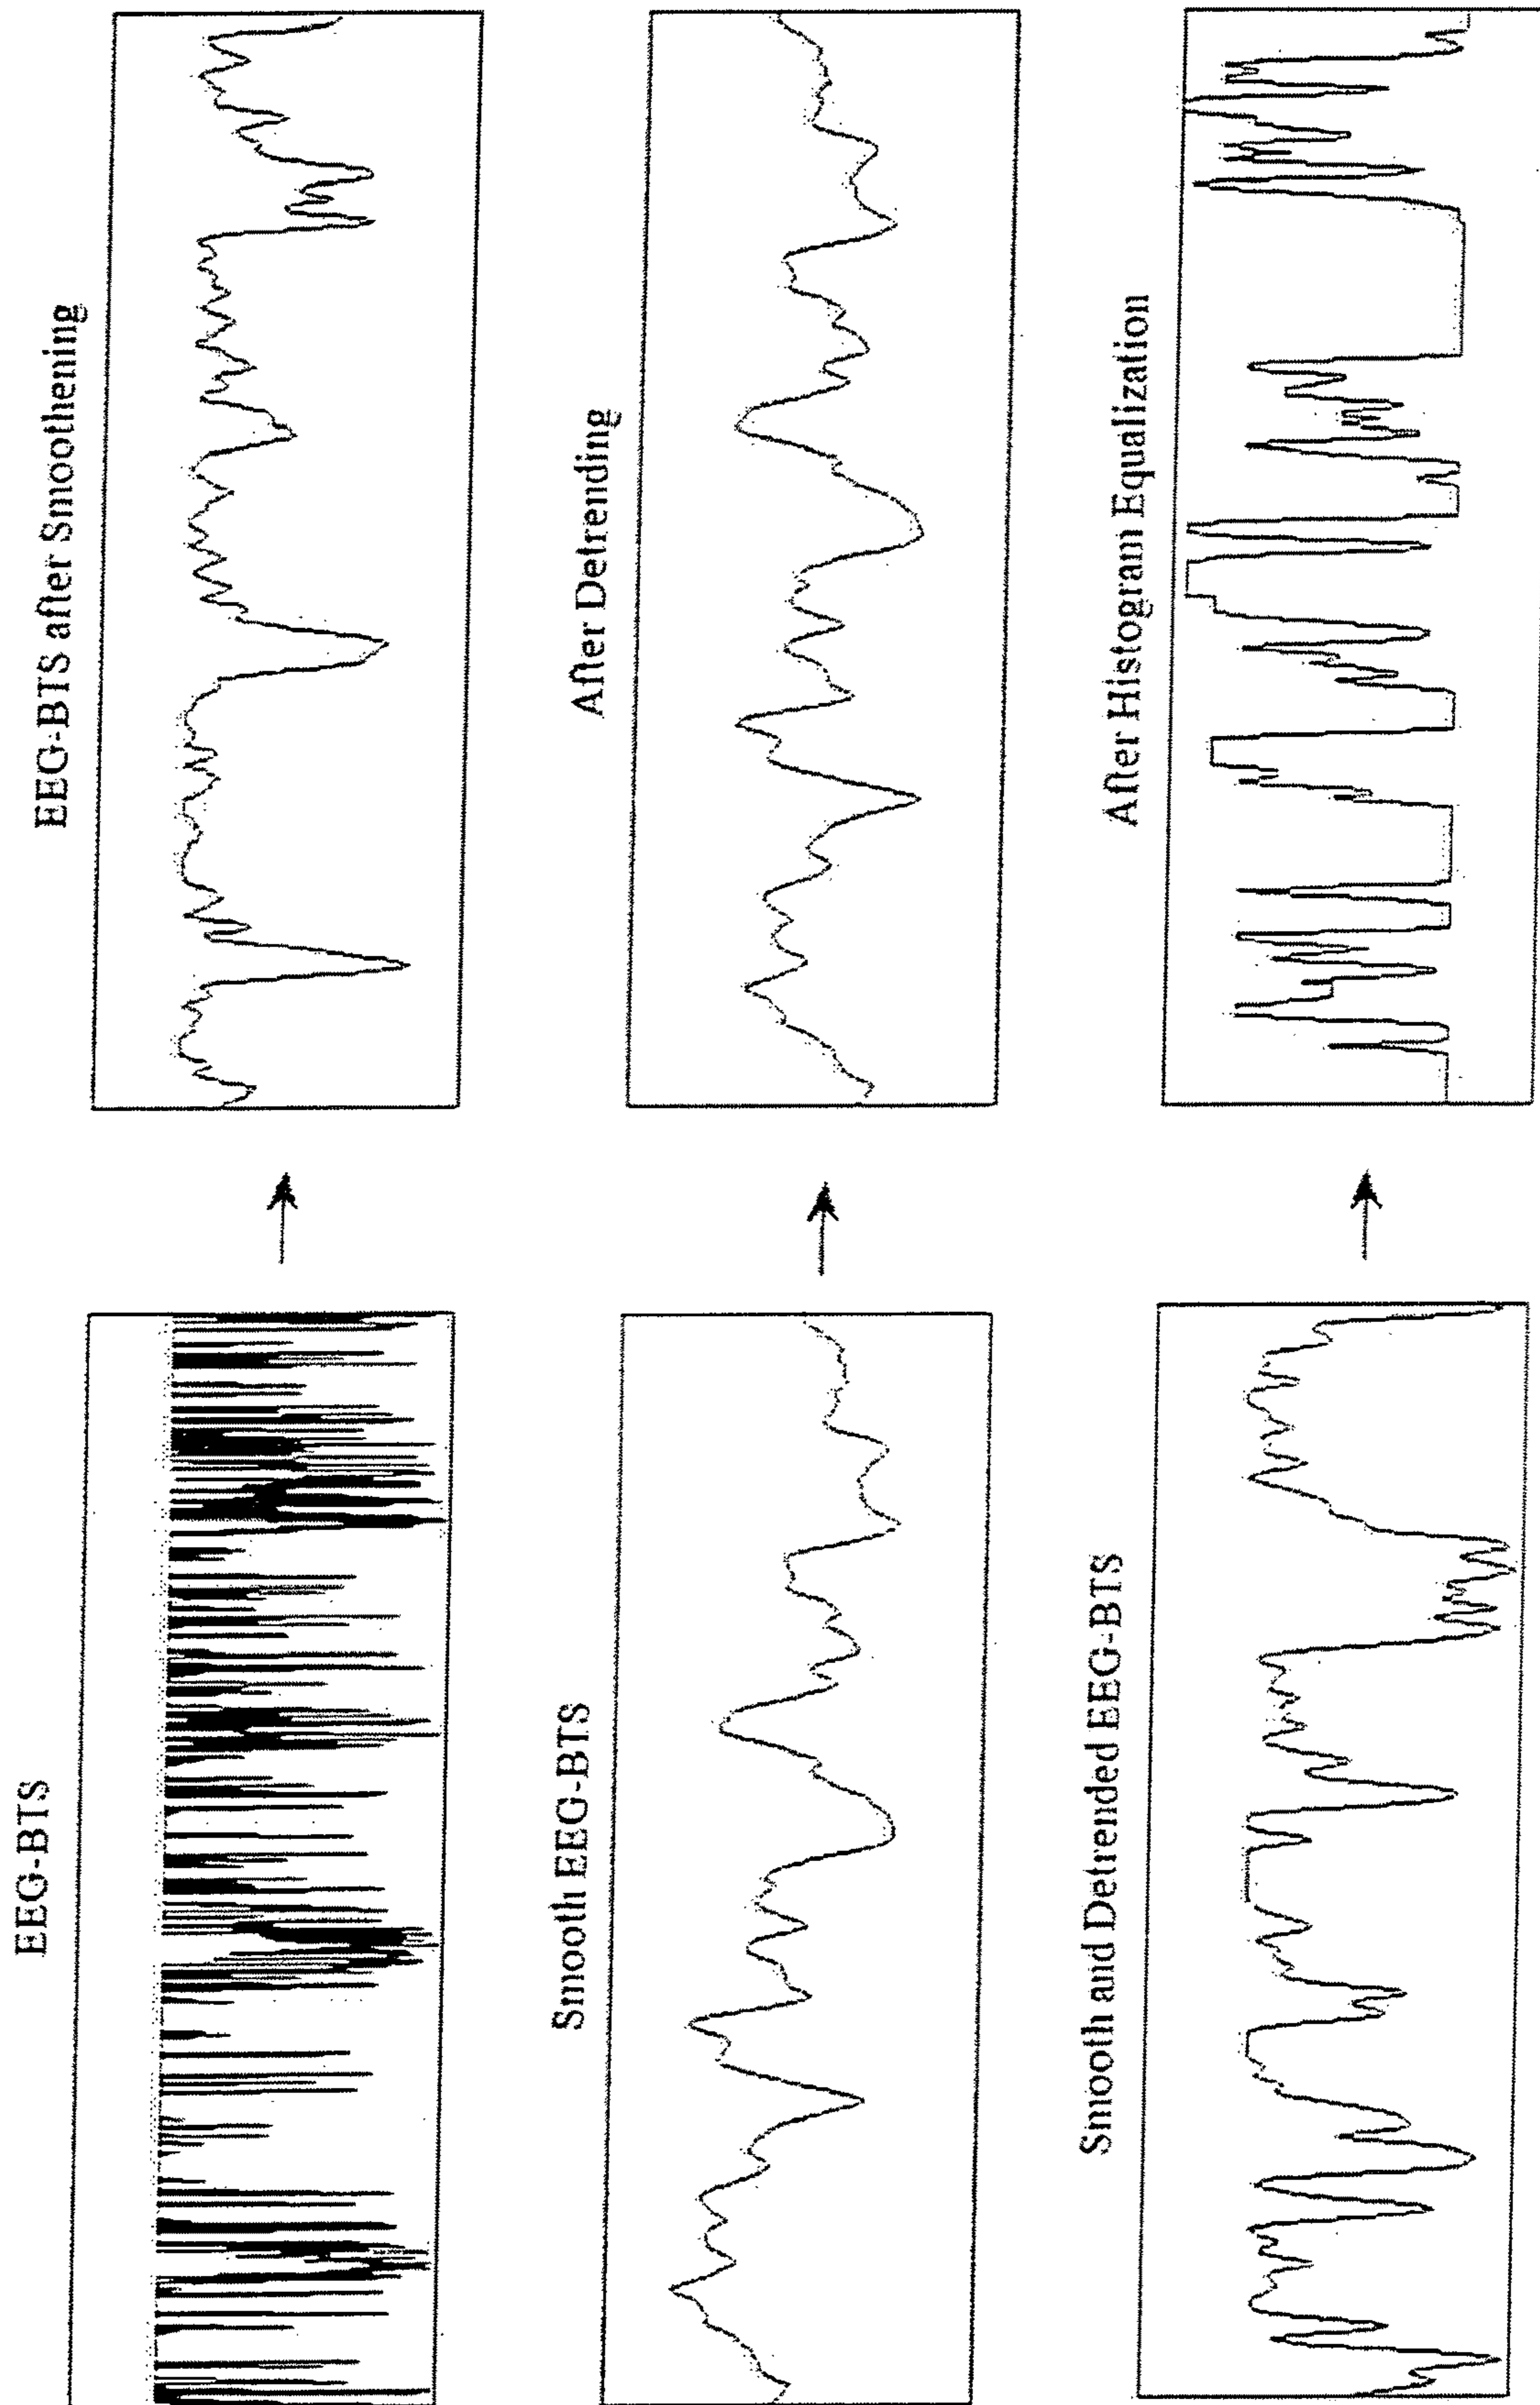 EEG-BTS
EEG-BTS after Smoothening
Smooth EEG-BTS
After Detrending
Smooth and Detrended EEG-BTS
After Histogram Equalization